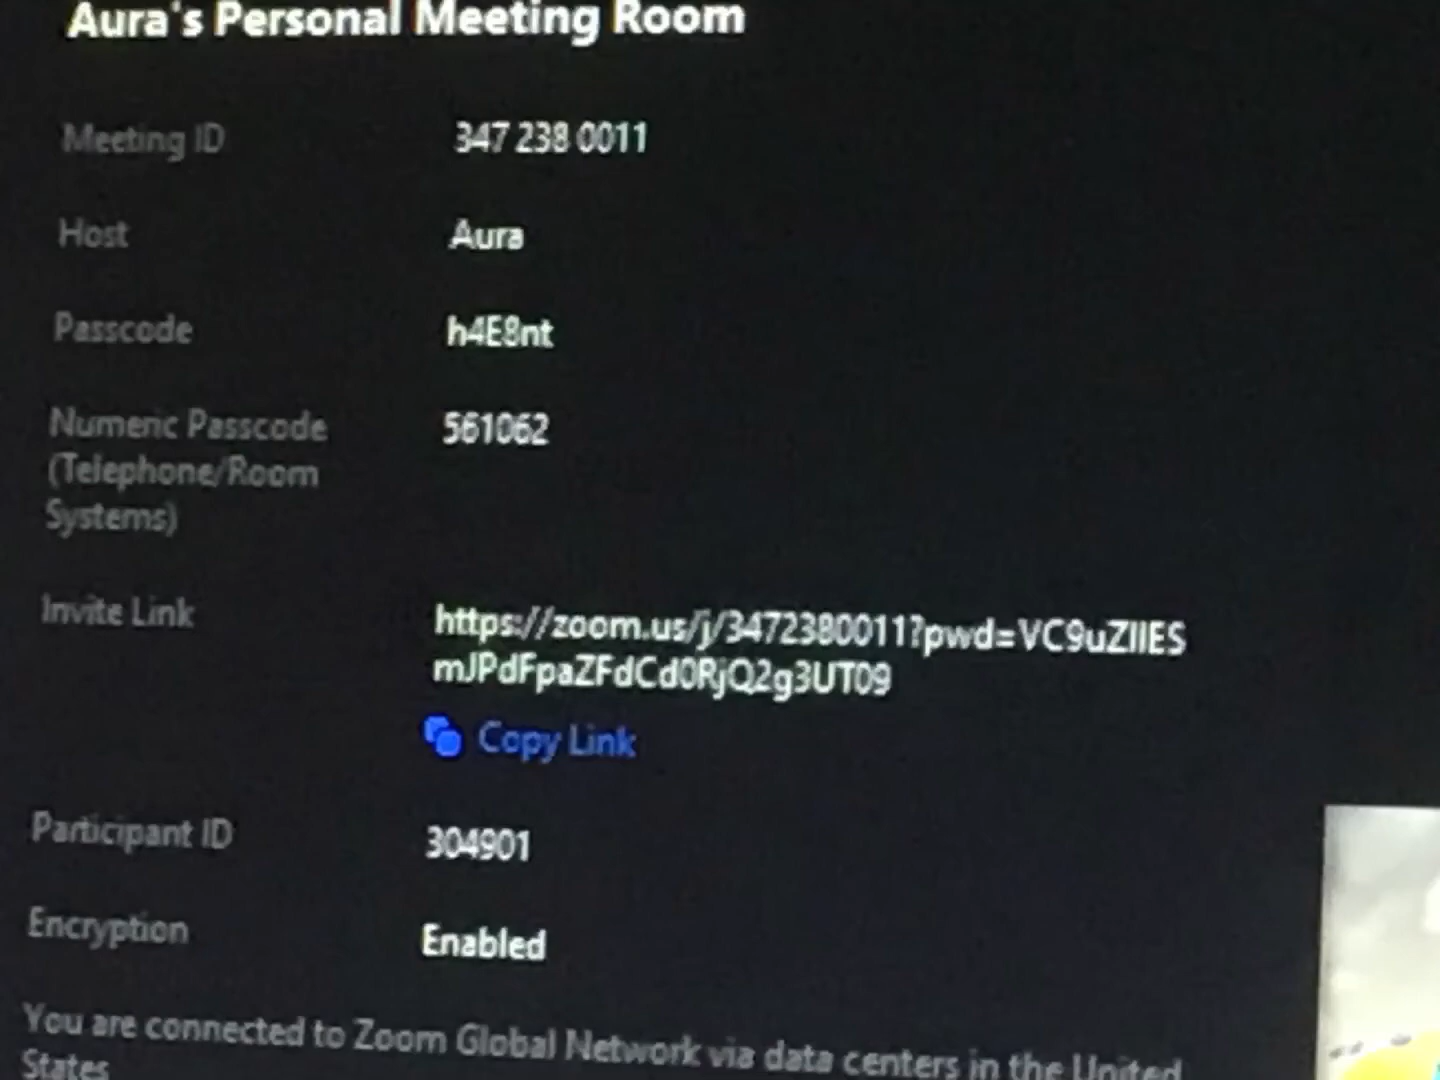 Aura's Personal Meeting Room
Meeting ID 347 238 0011
Host Aura
Passcode h4E8nt
Numeric Passcode 561062
(Telephone/Room
Systems)
Invite Link https://zoom.us/j/3472380011?pwd=VC9uZIIES
mJPdFpaZFdCd0RjQ2g3UT09
Copy Link
Participant ID 304901
Encryption Enabled
You are connected to Zoom Global Network via data centers in the United
States